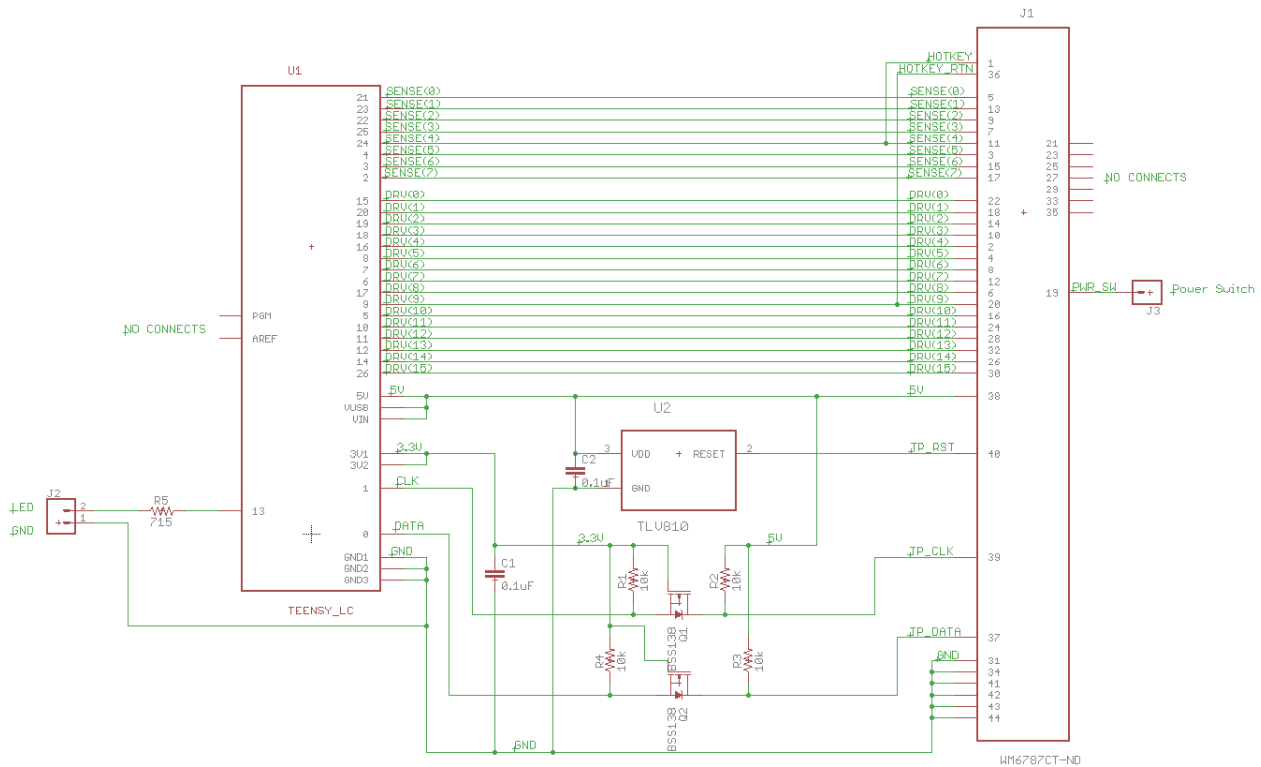 J1
U1
HOTKEY 1
HOTKEY_RTN 36
21 SENSE(0) SENSE(0) 5
23 SENSE(1) SENSE(1) 13
22 SENSE(2) SENSE(2) 9
25 SENSE(3) SENSE(3) 7
24 SENSE(4) SENSE(4) 11 21
4 SENSE(5) SENSE(5) 3 23
3 SENSE(6) SENSE(6) 15 25
2 SENSE(7) SENSE(7) 17 27 NO CONNECTS
29
15 DRV(0) DRV(0) 22 33
20 DRV(1) DRV(1) 18 + 35
19 DRV(2) DRV(2) 14
18 DRV(3) DRV(3) 10
16 DRV(4) DRV(4) 2
8 DRV(5) DRV(5) 4
7 DRV(6) DRV(6) 8
6 DRV(7) DRV(7) 12
17 DRV(8) DRV(8) 6 19 PWR_SW Power Switch
9 DRV(9) DRV(9) 20
J3
PGM 5 DRV(10) DRV(10) 16
NO CONNECTS 10 DRV(11) DRV(11) 24
AREF 11 DRV(12) DRV(12) 28
12 DRV(13) DRV(13) 32
14 DRV(14) DRV(14) 26
26 DRV(15) DRV(15) 30
5V 5V 5V 38
VUSB
VIN
U2
3V1 3.3V 3 VDD + RESET 2 JP_RST 40
3V2 C2
1 CLK 0.1uF 1 GND
TLV810
J2
LED 2 R5 13
715
GND 1
0 DATA
3.3V 5V
GND1 GND JP_CLK 39
GND2 C1 R1 10k R2 10k
GND3 0.1uF
TEENSY_LC
BSS138 Q1
JP_DATA 37
R4 10k R3 10k
GND 31
34
41
42
43
44
BSS138 Q2
GND
WM6787CT-ND